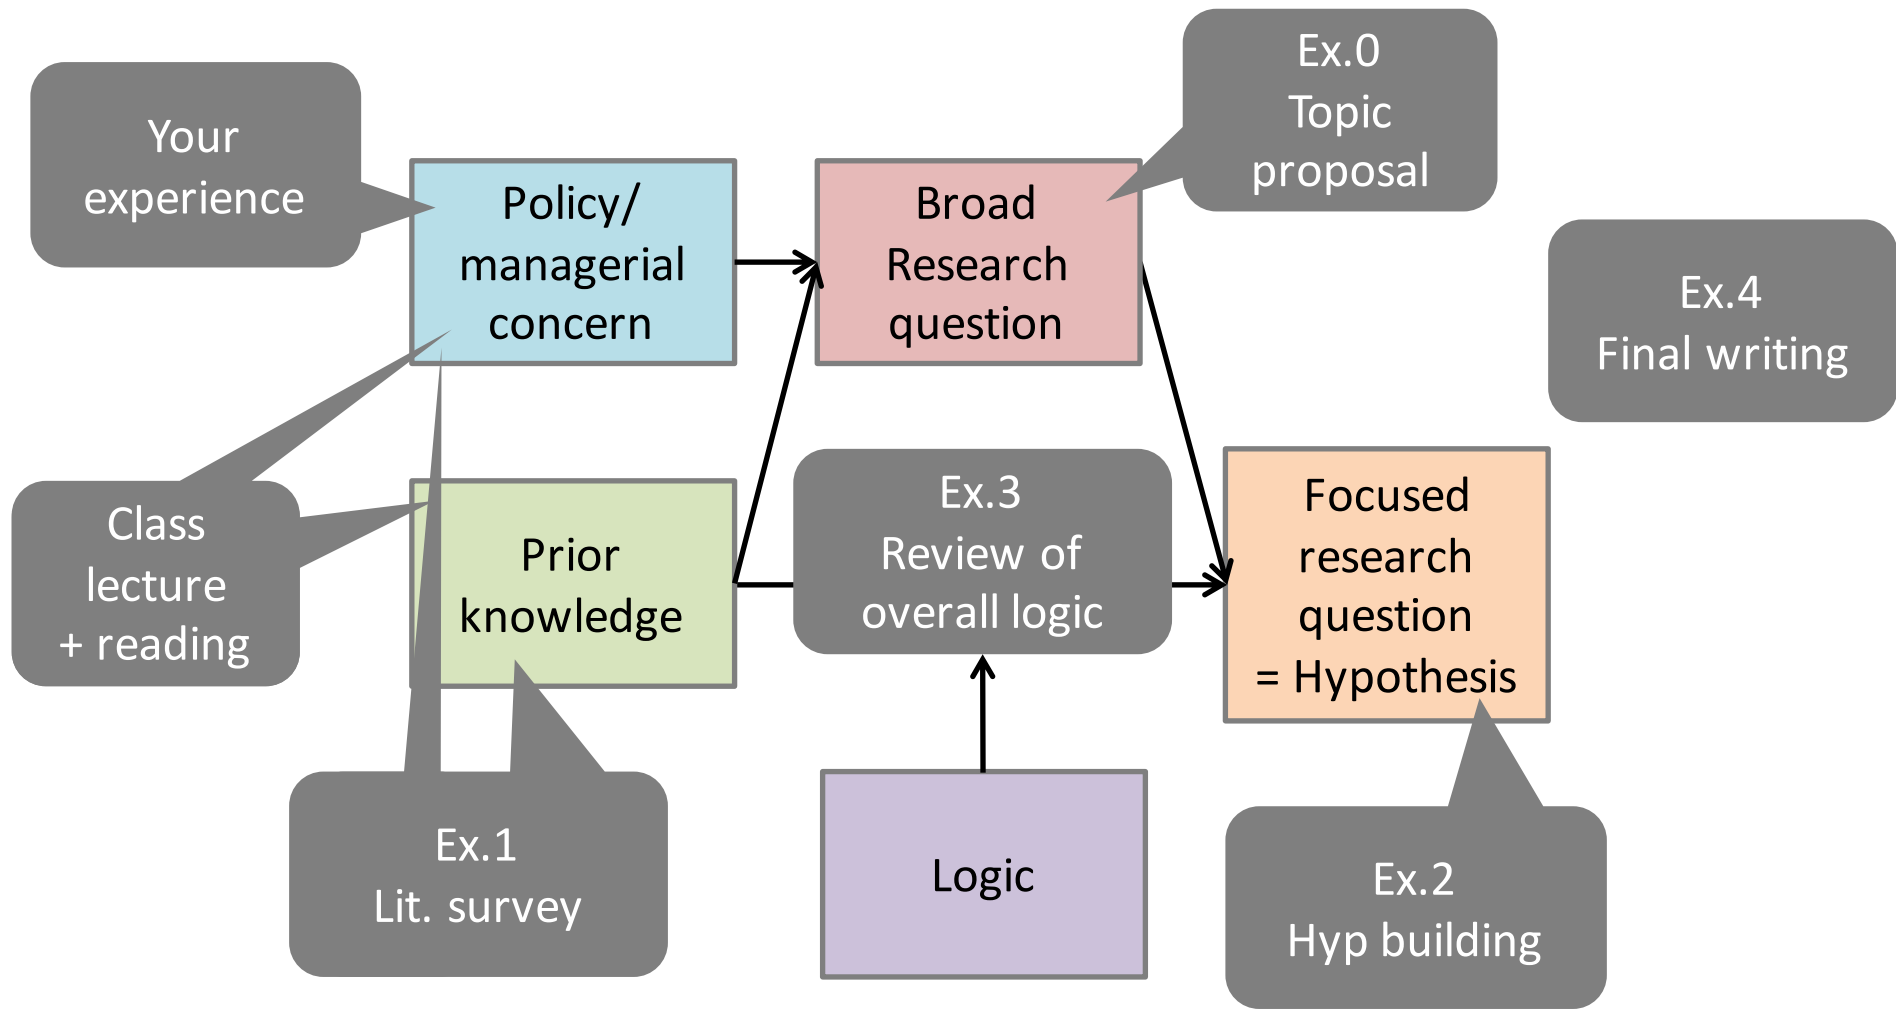 Your
experience
Policy/
managerial
concern
Broad
Research
question
Ex.0
Topic
proposal
Ex.4
Final writing
Class
lecture
+ reading
Prior
knowledge
Ex.3
Review of
overall logic
Focused
research
question
= Hypothesis
Ex.1
Lit. survey
Logic
Ex.2
Hyp building